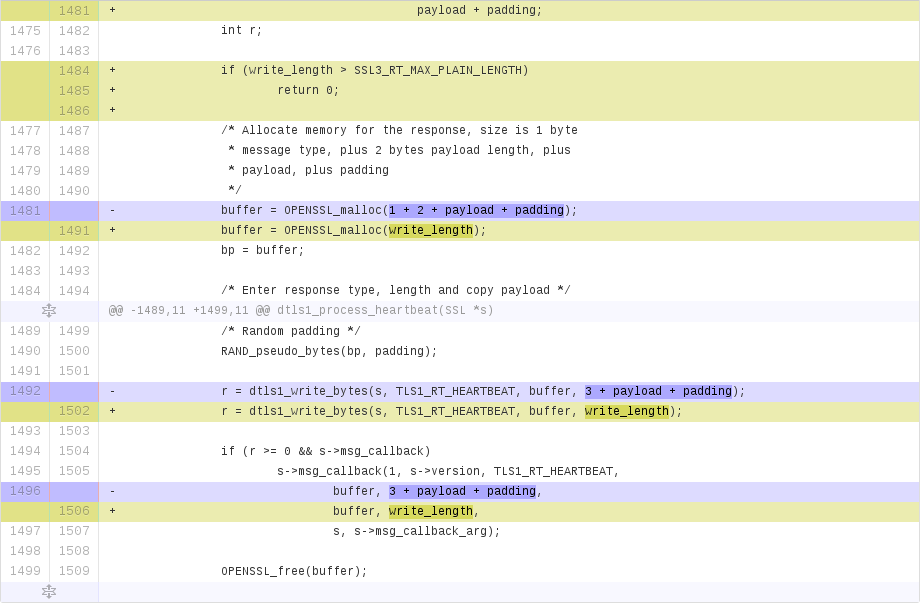 1481 + payload + padding;
1475 1482 int r;
1476 1483
1484 + if (write_length > SSL3_RT_MAX_PLAIN_LENGTH)
1485 + return 0;
1486 +
1477 1487 /* Allocate memory for the response, size is 1 byte
1478 1488 * message type, plus 2 bytes payload length, plus
1479 1489 * payload, plus padding
1480 1490 */
1481 - buffer = OPENSSL_malloc(1 + 2 + payload + padding);
1491 + buffer = OPENSSL_malloc(write_length);
1482 1492 bp = buffer;
1483 1493
1484 1494 /* Enter response type, length and copy payload */
@@ -1489,11 +1499,11 @@ dtls1_process_heartbeat(SSL *s)
1489 1499 /* Random padding */
1490 1500 RAND_pseudo_bytes(bp, padding);
1491 1501
1492 - r = dtls1_write_bytes(s, TLS1_RT_HEARTBEAT, buffer, 3 + payload + padding);
1502 + r = dtls1_write_bytes(s, TLS1_RT_HEARTBEAT, buffer, write_length);
1493 1503
1494 1504 if (r >= 0 && s->msg_callback)
1495 1505 s->msg_callback(1, s->version, TLS1_RT_HEARTBEAT,
1496 - buffer, 3 + payload + padding,
1506 + buffer, write_length,
1497 1507 s, s->msg_callback_arg);
1498 1508
1499 1509 OPENSSL_free(buffer);